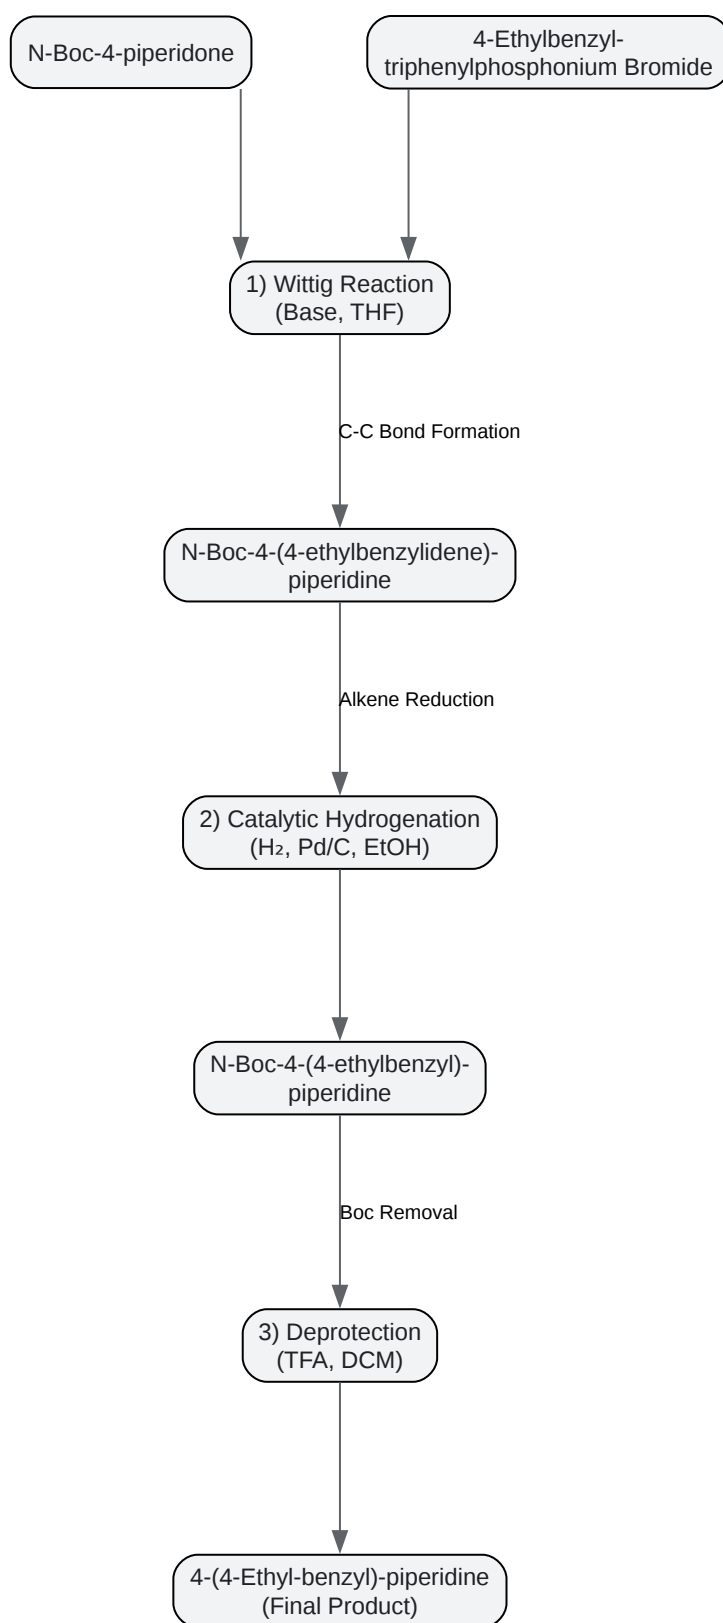 N-Boc-4-piperidone
4-Ethylbenzyl-
triphenylphosphonium Bromide
1) Wittig Reaction
(Base, THF)
C-C Bond Formation
N-Boc-4-(4-ethylbenzylidene)-
piperidine
Alkene Reduction
2) Catalytic Hydrogenation
(H₂, Pd/C, EtOH)
N-Boc-4-(4-ethylbenzyl)-
piperidine
Boc Removal
3) Deprotection
(TFA, DCM)
4-(4-Ethyl-benzyl)-piperidine
(Final Product)